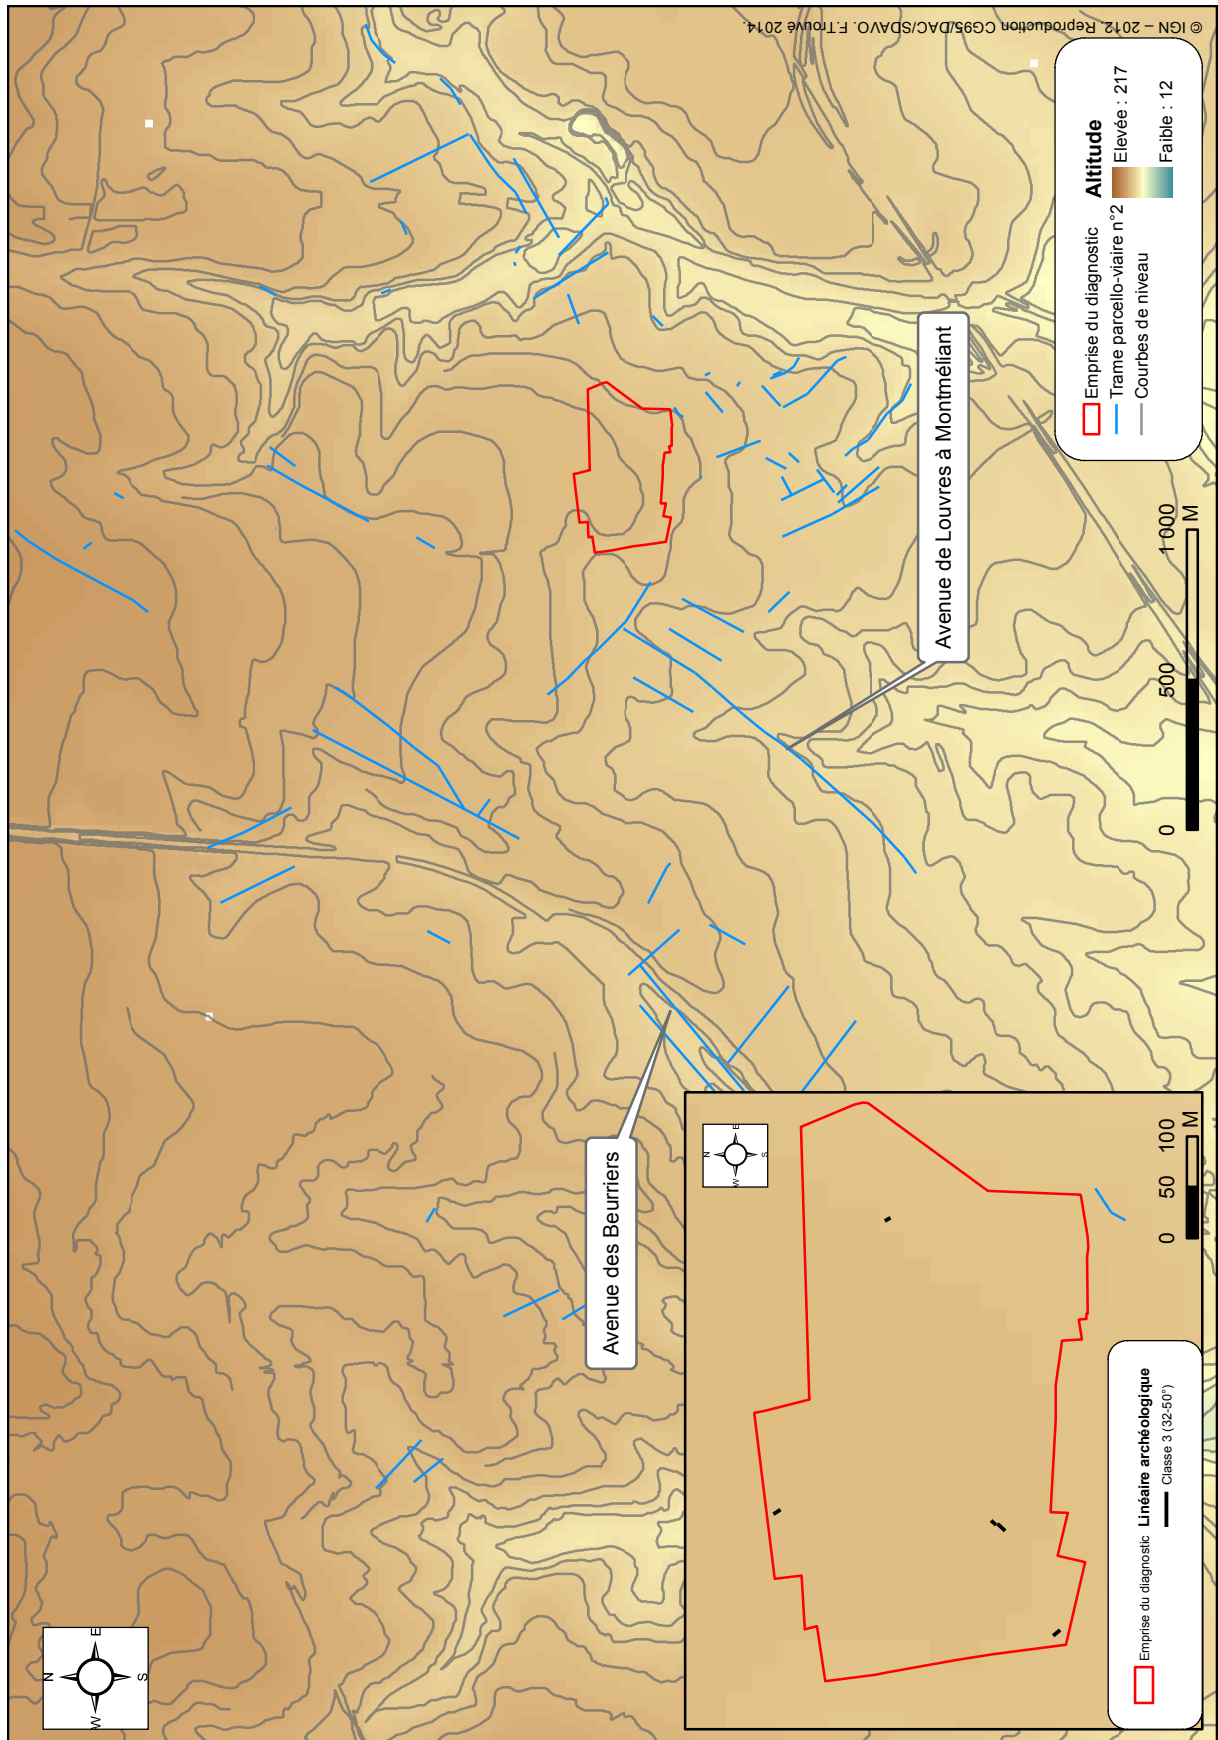 © IGN – 2012. Reproduction CG95/DAC/SDAVO. F.Trouvé 2014.
N
W
E
S
Avenue des Beurriers
Avenue de Louvres à Montméliant
Emprise du diagnostic
Trame parcello-viaire n°2
Courbes de niveau
Altitude
Elevée : 217
Faible : 12
0 500 1 000
M
N
W
E
S
Emprise du diagnostic
Linéaire archéologique
Classe 3 (32-50°)
0 50 100
M